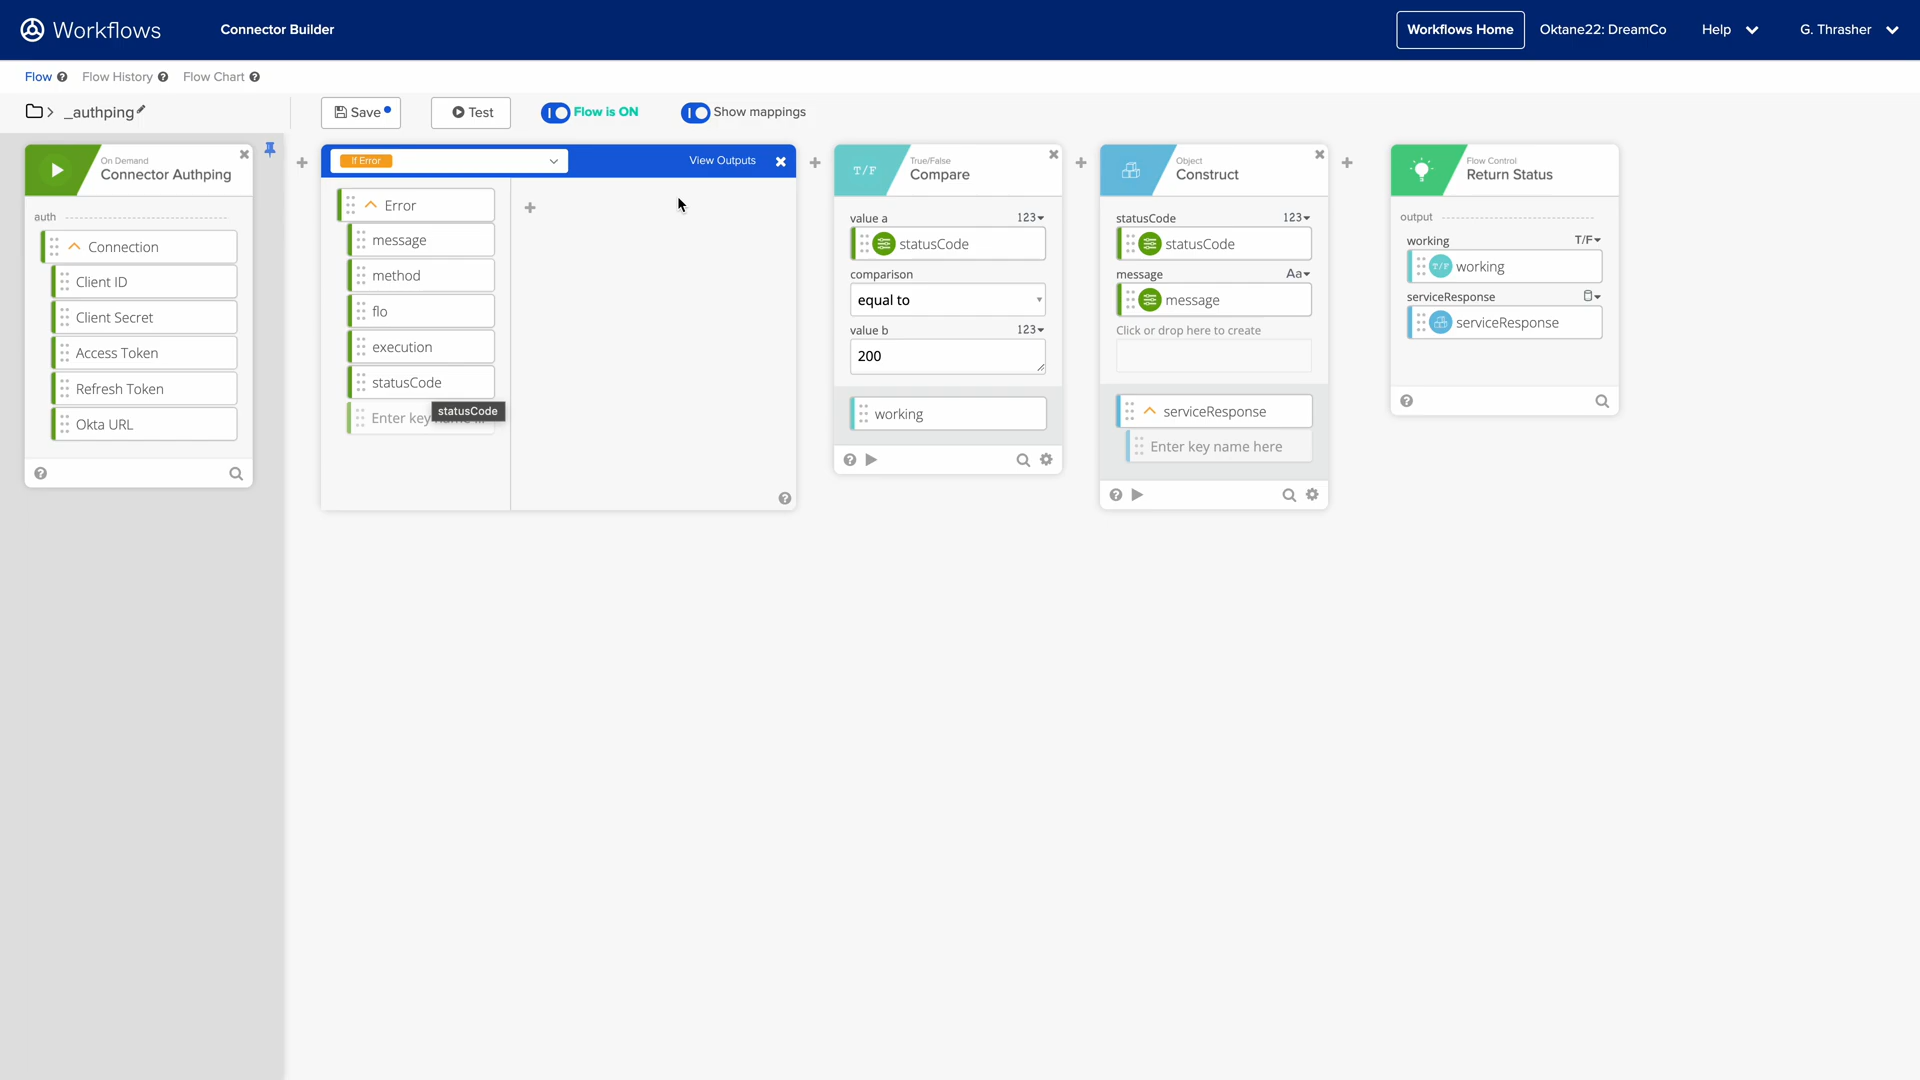 Workflows
Connector Builder
Workflows Home
Oktane22: DreamCo
Help
G. Thrasher
Flow ?
Flow History ?
Flow Chart ?
> _authping
Save
Test
Flow is ON
Show mappings
On Demand
Connector Authping
auth
Connection
Client ID
Client Secret
Access Token
Refresh Token
Okta URL
If Error
View Outputs
Error
message
method
flo
execution
statusCode
Enter key
statusCode
T/F
True/False
Compare
value a
123
statusCode
comparison
equal to
value b
123
200
working
Object
Construct
statusCode
123
statusCode
message
Aa
message
Click or drop here to create
serviceResponse
Enter key name here
Flow Control
Return Status
output
working
T/F
T/F
working
serviceResponse
serviceResponse